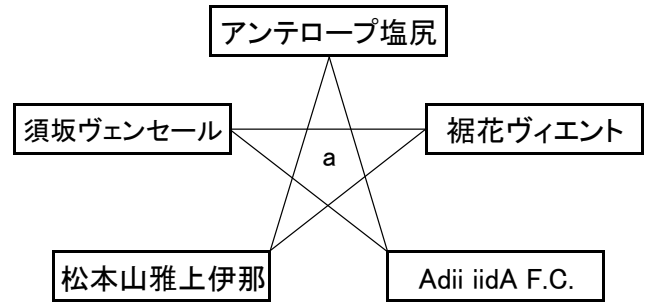 アンテロープ塩尻
須坂ヴェンセール
裾花ヴィエント
a
松本山雅上伊那
Adii iidA F.C.